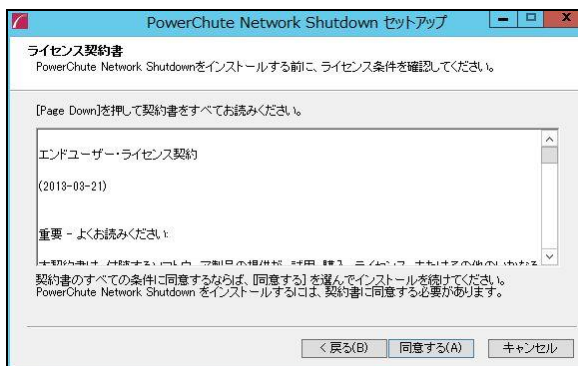 PowerChute Network Shutdown セットアップ
ライセンス契約書
PowerChute Network Shutdownをインストールする前に、ライセンス条件を確認してください。
[Page Down]を押して契約書をすべてお読みください。
エンドユーザー・ライセンス契約
(2013-03-21)
重要 - よくお読みください:
契約書のすべての条件に同意するならば、[同意する] を選んでインストールを続けてください。
PowerChute Network Shutdown をインストールするには、契約書に同意する必要があります。
< 戻る(B) 同意する(A) キャンセル